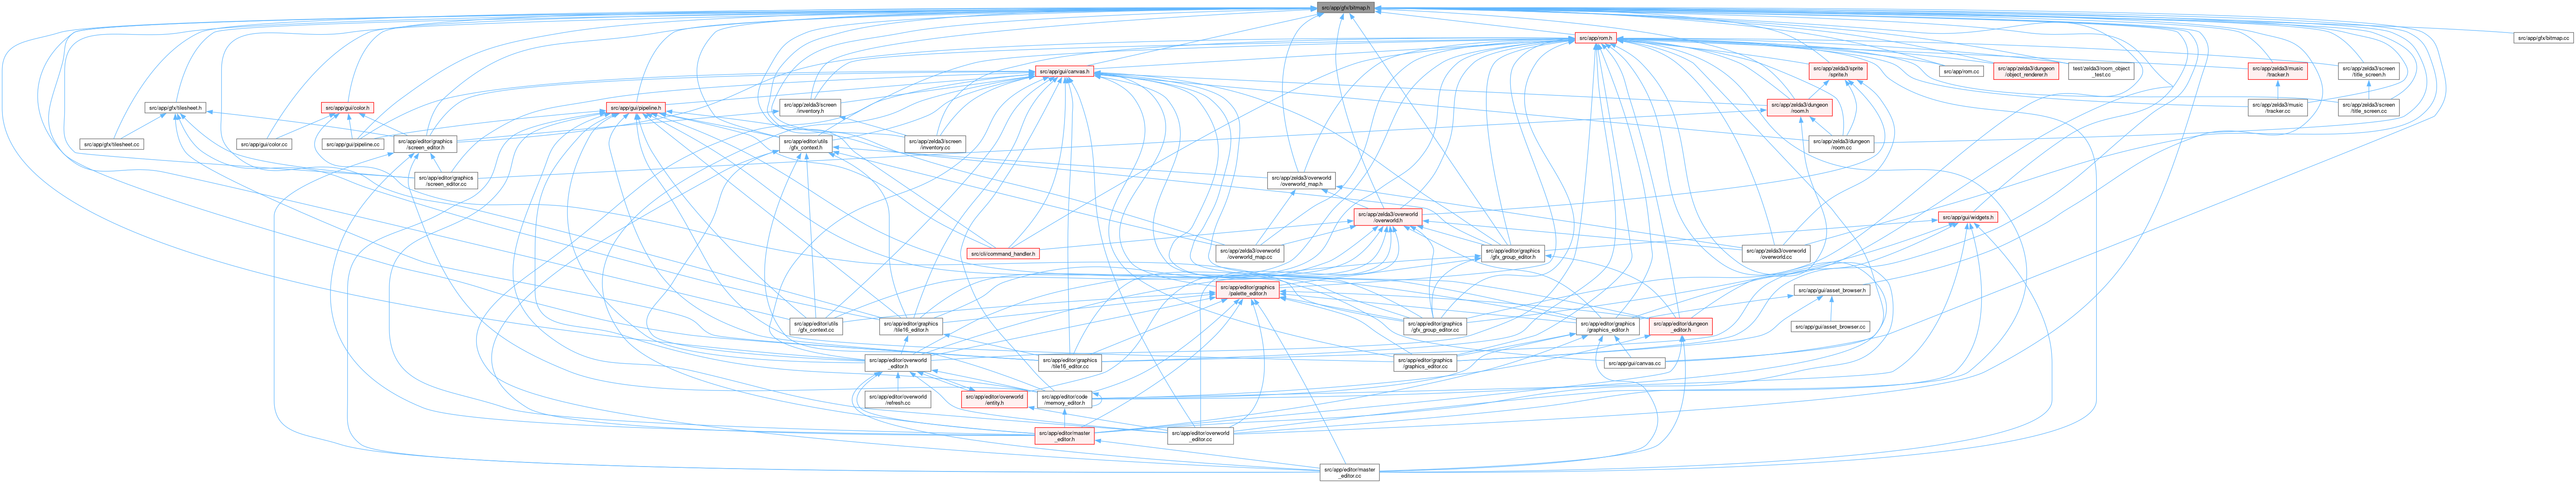 src/app/gfx/bitmap.h
src/app/rom.h
src/app/gfx/bitmap.cc
src/app/gui/canvas.h
src/app/zelda3/sprite
/sprite.h
src/app/rom.cc
src/app/zelda3/dungeon
/object_renderer.h
test/zelda3/room_object
_test.cc
src/app/zelda3/music
/tracker.h
src/app/zelda3/screen
/title_screen.h
src/app/gfx/tilesheet.h
src/app/gui/color.h
src/app/gui/pipeline.h
src/app/zelda3/screen
/inventory.h
src/app/zelda3/dungeon
/room.h
src/app/zelda3/music
/tracker.cc
src/app/zelda3/screen
/title_screen.cc
src/app/gfx/tilesheet.cc
src/app/gui/color.cc
src/app/gui/pipeline.cc
src/app/editor/graphics
/screen_editor.h
src/app/editor/utils
/gfx_context.h
src/app/zelda3/screen
/inventory.cc
src/app/zelda3/dungeon
/room.cc
src/app/editor/graphics
/screen_editor.cc
src/app/zelda3/overworld
/overworld_map.h
src/app/zelda3/overworld
/overworld.h
src/app/gui/widgets.h
src/cli/command_handler.h
src/app/zelda3/overworld
/overworld_map.cc
src/app/editor/graphics
/gfx_group_editor.h
src/app/zelda3/overworld
/overworld.cc
src/app/editor/graphics
/palette_editor.h
src/app/gui/asset_browser.h
src/app/editor/utils
/gfx_context.cc
src/app/editor/graphics
/tile16_editor.h
src/app/editor/graphics
/gfx_group_editor.cc
src/app/editor/graphics
/graphics_editor.h
src/app/editor/dungeon
_editor.h
src/app/gui/asset_browser.cc
src/app/editor/overworld
_editor.h
src/app/editor/graphics
/tile16_editor.cc
src/app/editor/graphics
/graphics_editor.cc
src/app/gui/canvas.cc
src/app/editor/overworld
/refresh.cc
src/app/editor/overworld
/entity.h
src/app/editor/code
/memory_editor.h
src/app/editor/master
_editor.h
src/app/editor/overworld
_editor.cc
src/app/editor/master
_editor.cc